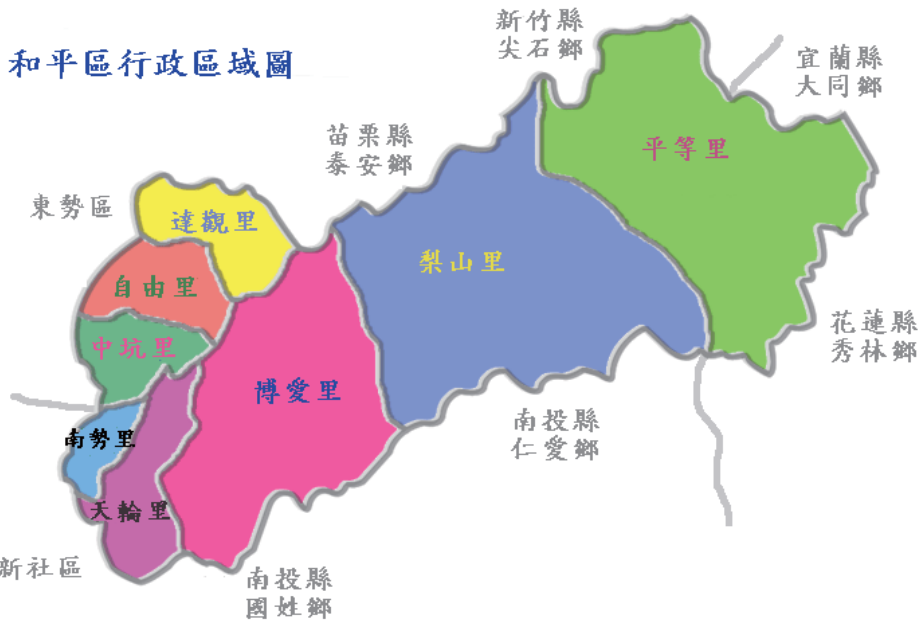 和平區行政區域圖
新竹縣
尖石鄉
宜蘭縣
大同鄉
苗栗縣
泰安鄉
平等里
東勢區
達觀里
梨山里
自由里
中坑里
花蓮縣
秀林鄉
博愛里
南投縣
仁愛鄉
南勢里
天輪里
新社區
南投縣
國姓鄉